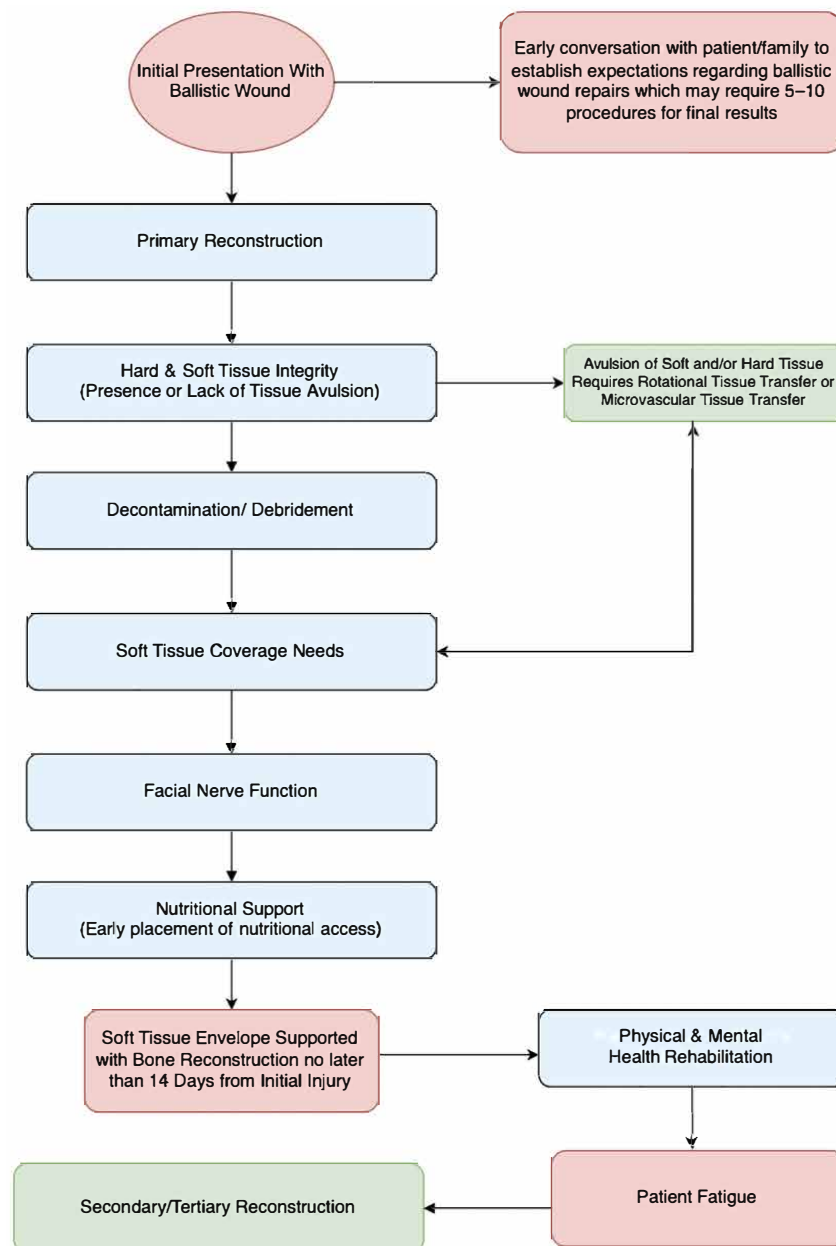 Initial Presentation With
Ballistic Wound
Early conversation with patient/family to
establish expectations regarding ballistic
wound repairs which may require 5–10
procedures for final results
Primary Reconstruction
Hard & Soft Tissue Integrity
(Presence or Lack of Tissue Avulsion)
Avulsion of Soft and/or Hard Tissue
Requires Rotational Tissue Transfer or
Microvascular Tissue Transfer
Decontamination/ Debridement
Soft Tissue Coverage Needs
Facial Nerve Function
Nutritional Support
(Early placement of nutritional access)
Soft Tissue Envelope Supported
with Bone Reconstruction no later
than 14 Days from Initial Injury
Physical & Mental
Health Rehabilitation
Secondary/Tertiary Reconstruction
Patient Fatigue